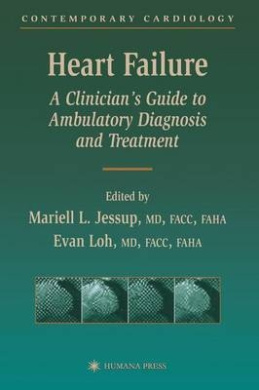 CONTEMPORARY CARDIOLOGY
Heart Failure
A Clinician's Guide to
Ambulatory Diagnosis
and Treatment
Edited by
Mariell L. Jessup, MD, FACC, FAHA
Evan Loh, MD, FACC, FAHA
HUMANA PRESS